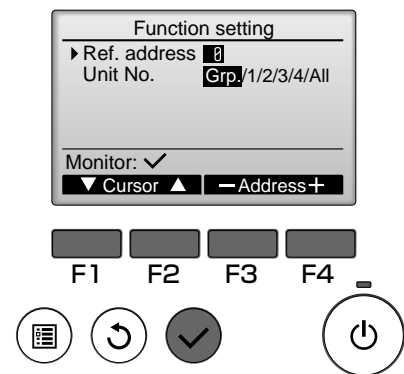 Function setting
Ref. address 0
Unit No. Grp./1/2/3/4/All
Monitor: ✓
▼ Cursor ▲ −Address+
F1 F2 F3 F4